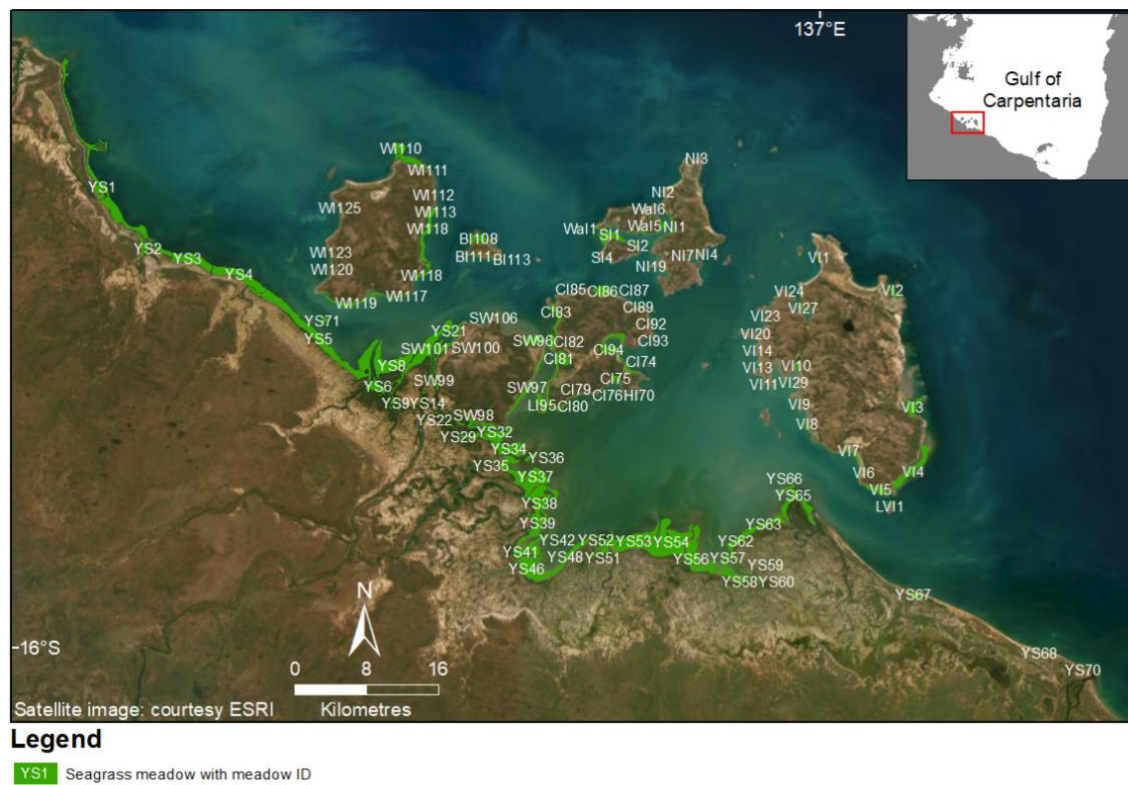 137°E
Gulf of
Carpentaria
WI110
WI111
NI3
YS1
WI112
NI2
WI125
WI113
Wal6
WI118
Wal1
Wal5
NI1
SI1
BI108
YS2
SI2
WI123
BI111
BI113
SI4
NI7
NI4
VI1
YS3
NI19
WI120
YS4
WI118
CI85
CI86
CI87
VI24
VI2
WI119
WI117
CI83
CI89
VI27
YS71
YS21
SW106
CI92
VI23
YS5
SW96
CI82
CI93
VI20
SW101
SW100
CI94
VI14
YS8
CI81
CI74
VI13
VI10
YS6
SW99
SW97
CI79
CI75
VI11
VI29
YS9
YS14
LI95
CI80
CI76
HI70
VI9
VI3
YS22
SW98
VI8
YS29
YS32
YS34
VI7
YS35
YS36
VI6
VI4
YS37
YS66
VI5
YS65
LVI1
YS38
YS39
YS63
YS42
YS52
YS53
YS54
YS62
YS41
YS48
YS51
YS56
YS57
YS46
YS59
YS58
YS60
N
YS67
16°S
YS68
0 8 16
YS70
Satellite image: courtesy ESRI
Kilometres
Legend
YS1 Seagrass meadow with meadow ID